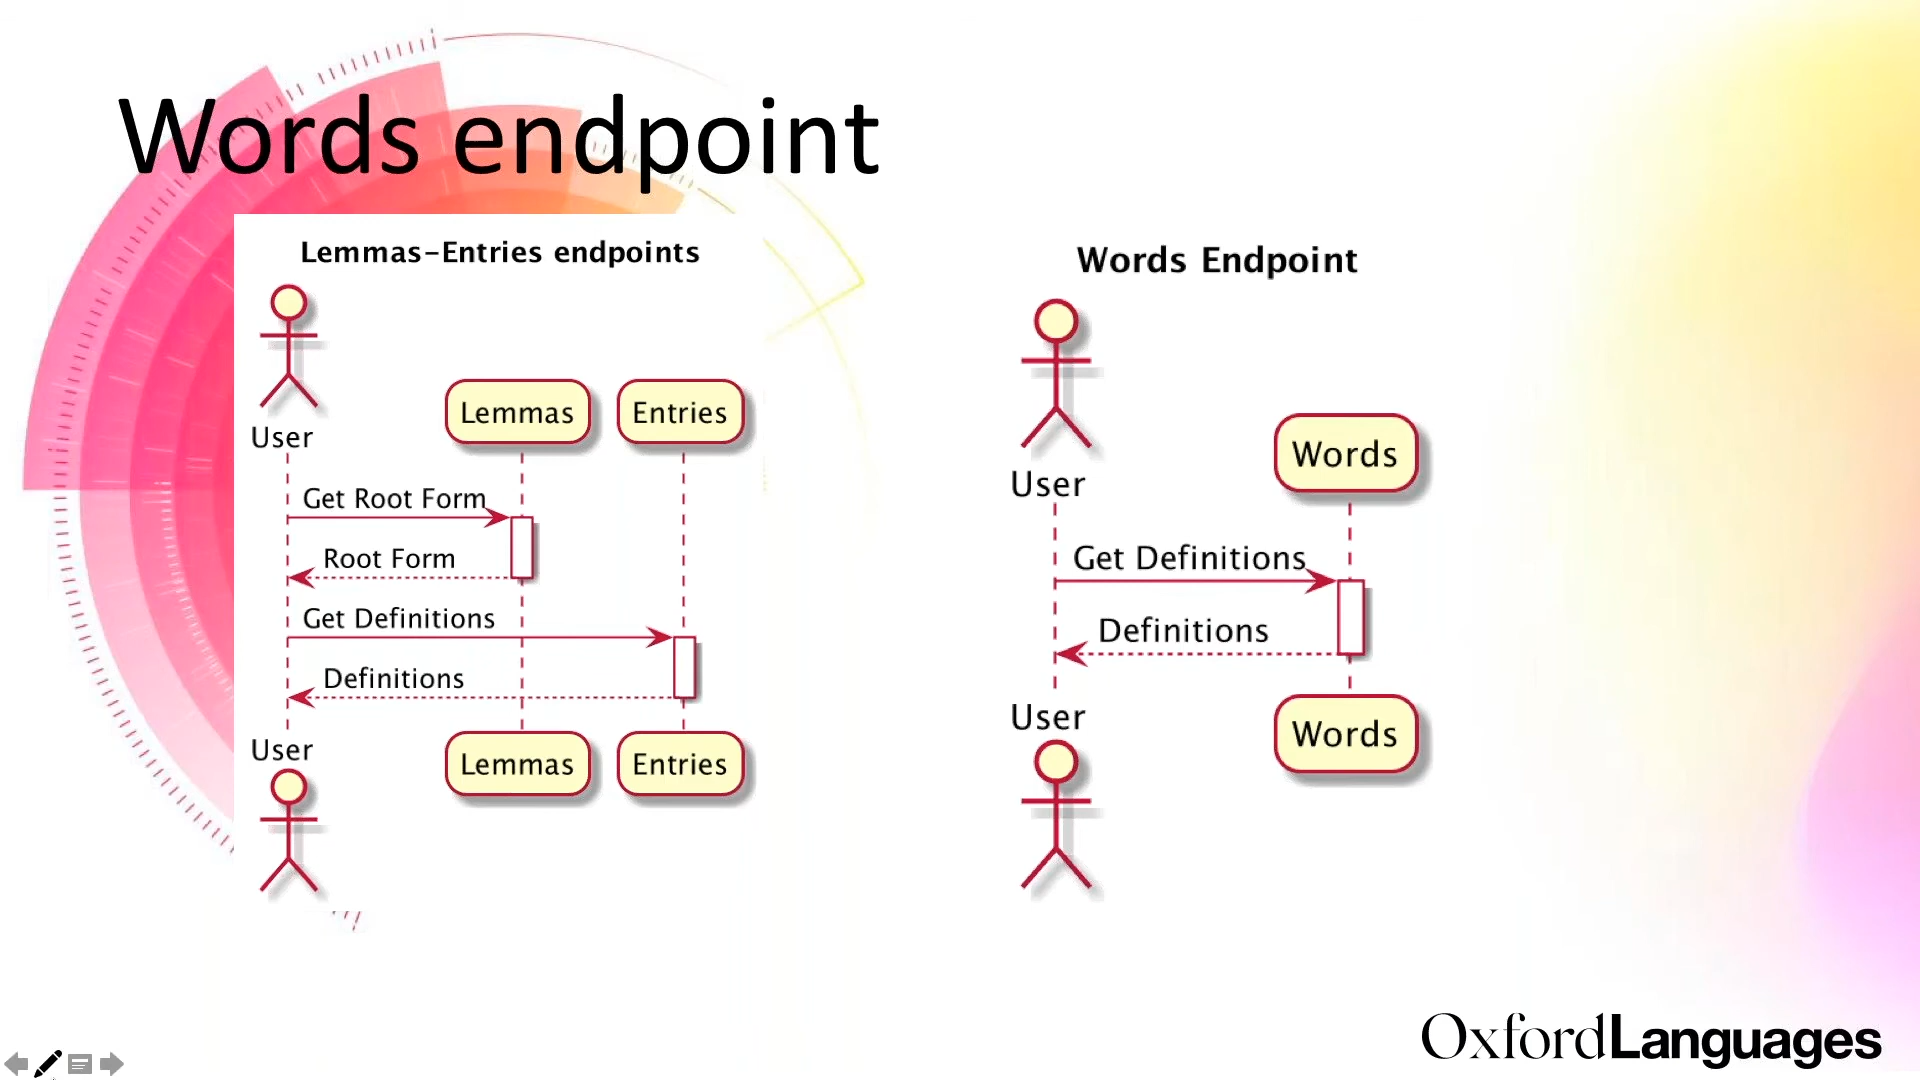 Words endpoint
Lemmas-Entries endpoints
User
Lemmas
Entries
Get Root Form
Root Form
Get Definitions
Definitions
User
Lemmas
Entries
Words Endpoint
User
Words
Get Definitions
Definitions
User
Words
OxfordLanguages